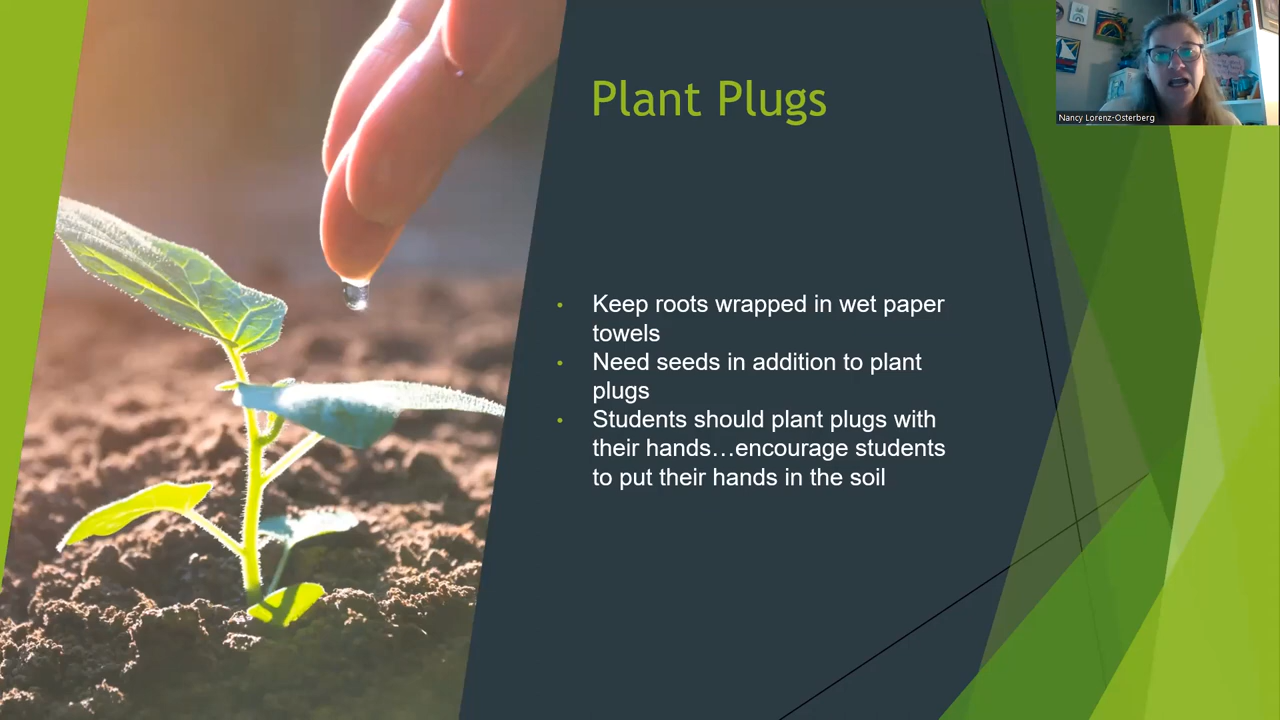 Plant Plugs
Nancy Lorenz-Osterberg
• Keep roots wrapped in wet paper
towels
• Need seeds in addition to plant
plugs
• Students should plant plugs with
their hands…encourage students
to put their hands in the soil